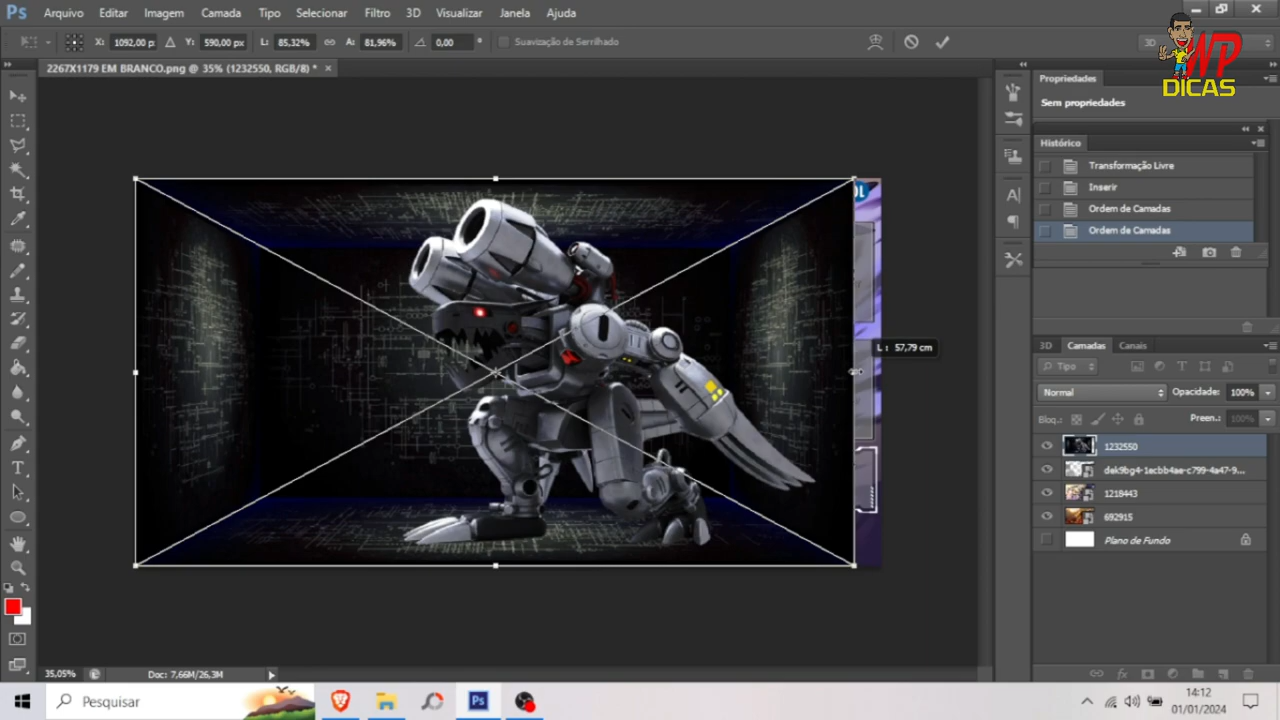 Ps Arquivo Editar Imagem Camada Tipo Selecionar Filtro 3D Visualizar Janela Ajuda
X: 1092,00 p Y: 590,00 px L: 85,32% A: 81,96% 0,00 ° Suavização de Serrilhado 3D
WP
DICAS
2267X1179 EM BRANCO.png @ 35% (1232550, RGB/8) * ×
Propriedades
Sem propriedades
Histórico
Transformação Livre
Inserir
Ordem de Camadas
Ordem de Camadas
L: 57,79 cm
3D Camadas Canais
Tipo
Normal Opacidade: 100%
Bloq.: Preen.: 100%
1232550
dek9bg4-1ecbb4ae-c799-4a47-9...
1218443
692915
Plano de Fundo
35,05% Doc: 7,66M/26,3M
Pesquisar
Ps
14:12
01/01/2024